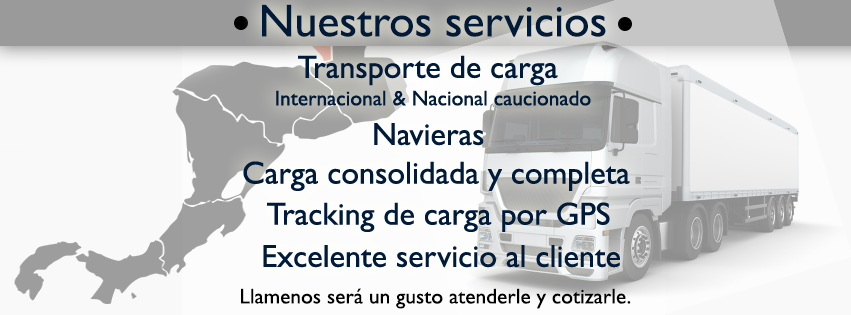 • Nuestros servicios •
Transporte de carga
Internacional & Nacional caucionado
Navieras
Carga consolidada y completa
Tracking de carga por GPS
Excelente servicio al cliente
Llamenos será un gusto atenderle y cotizarle.